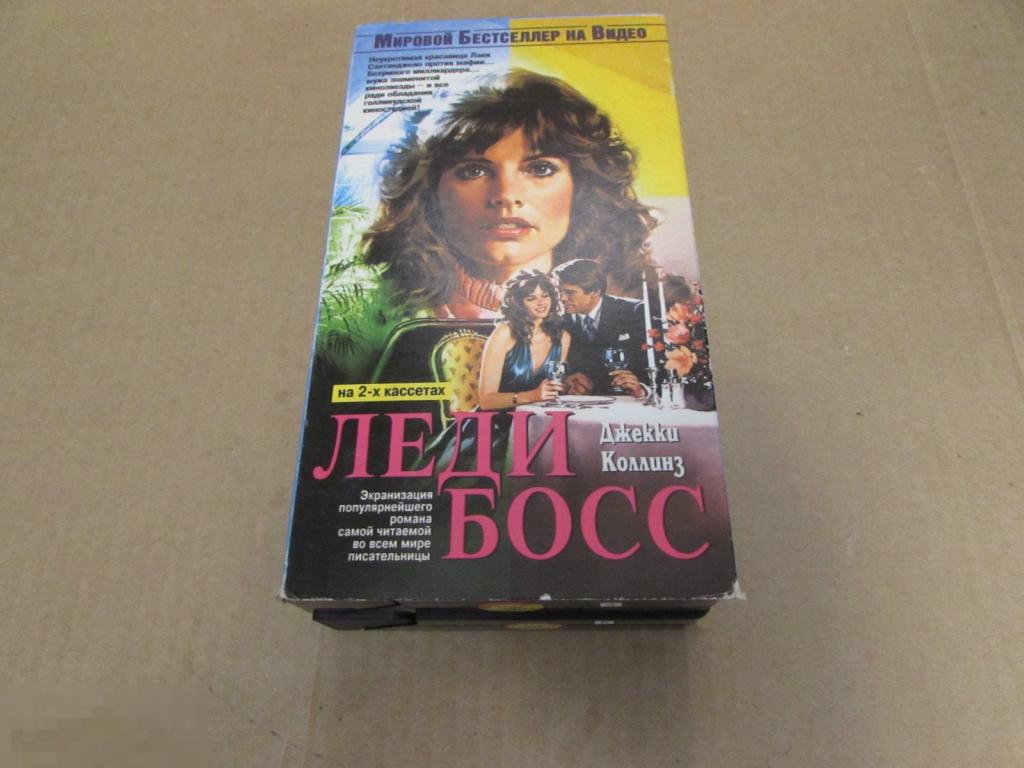 Мировой Бестселлер на Видео
Неукротимая красавица Лаки
Сантанджело против мафии...
Безумного миллиардера...
мужа знаменитой
кинозвезды – и все
ради обладания
голливудской
киностудией!
на 2-х кассетах
ЛЕДИ
Джекки
Коллинз
БОСС
Экранизация
популярнейшего
романа
самой читаемой
во всем мире
писательницы